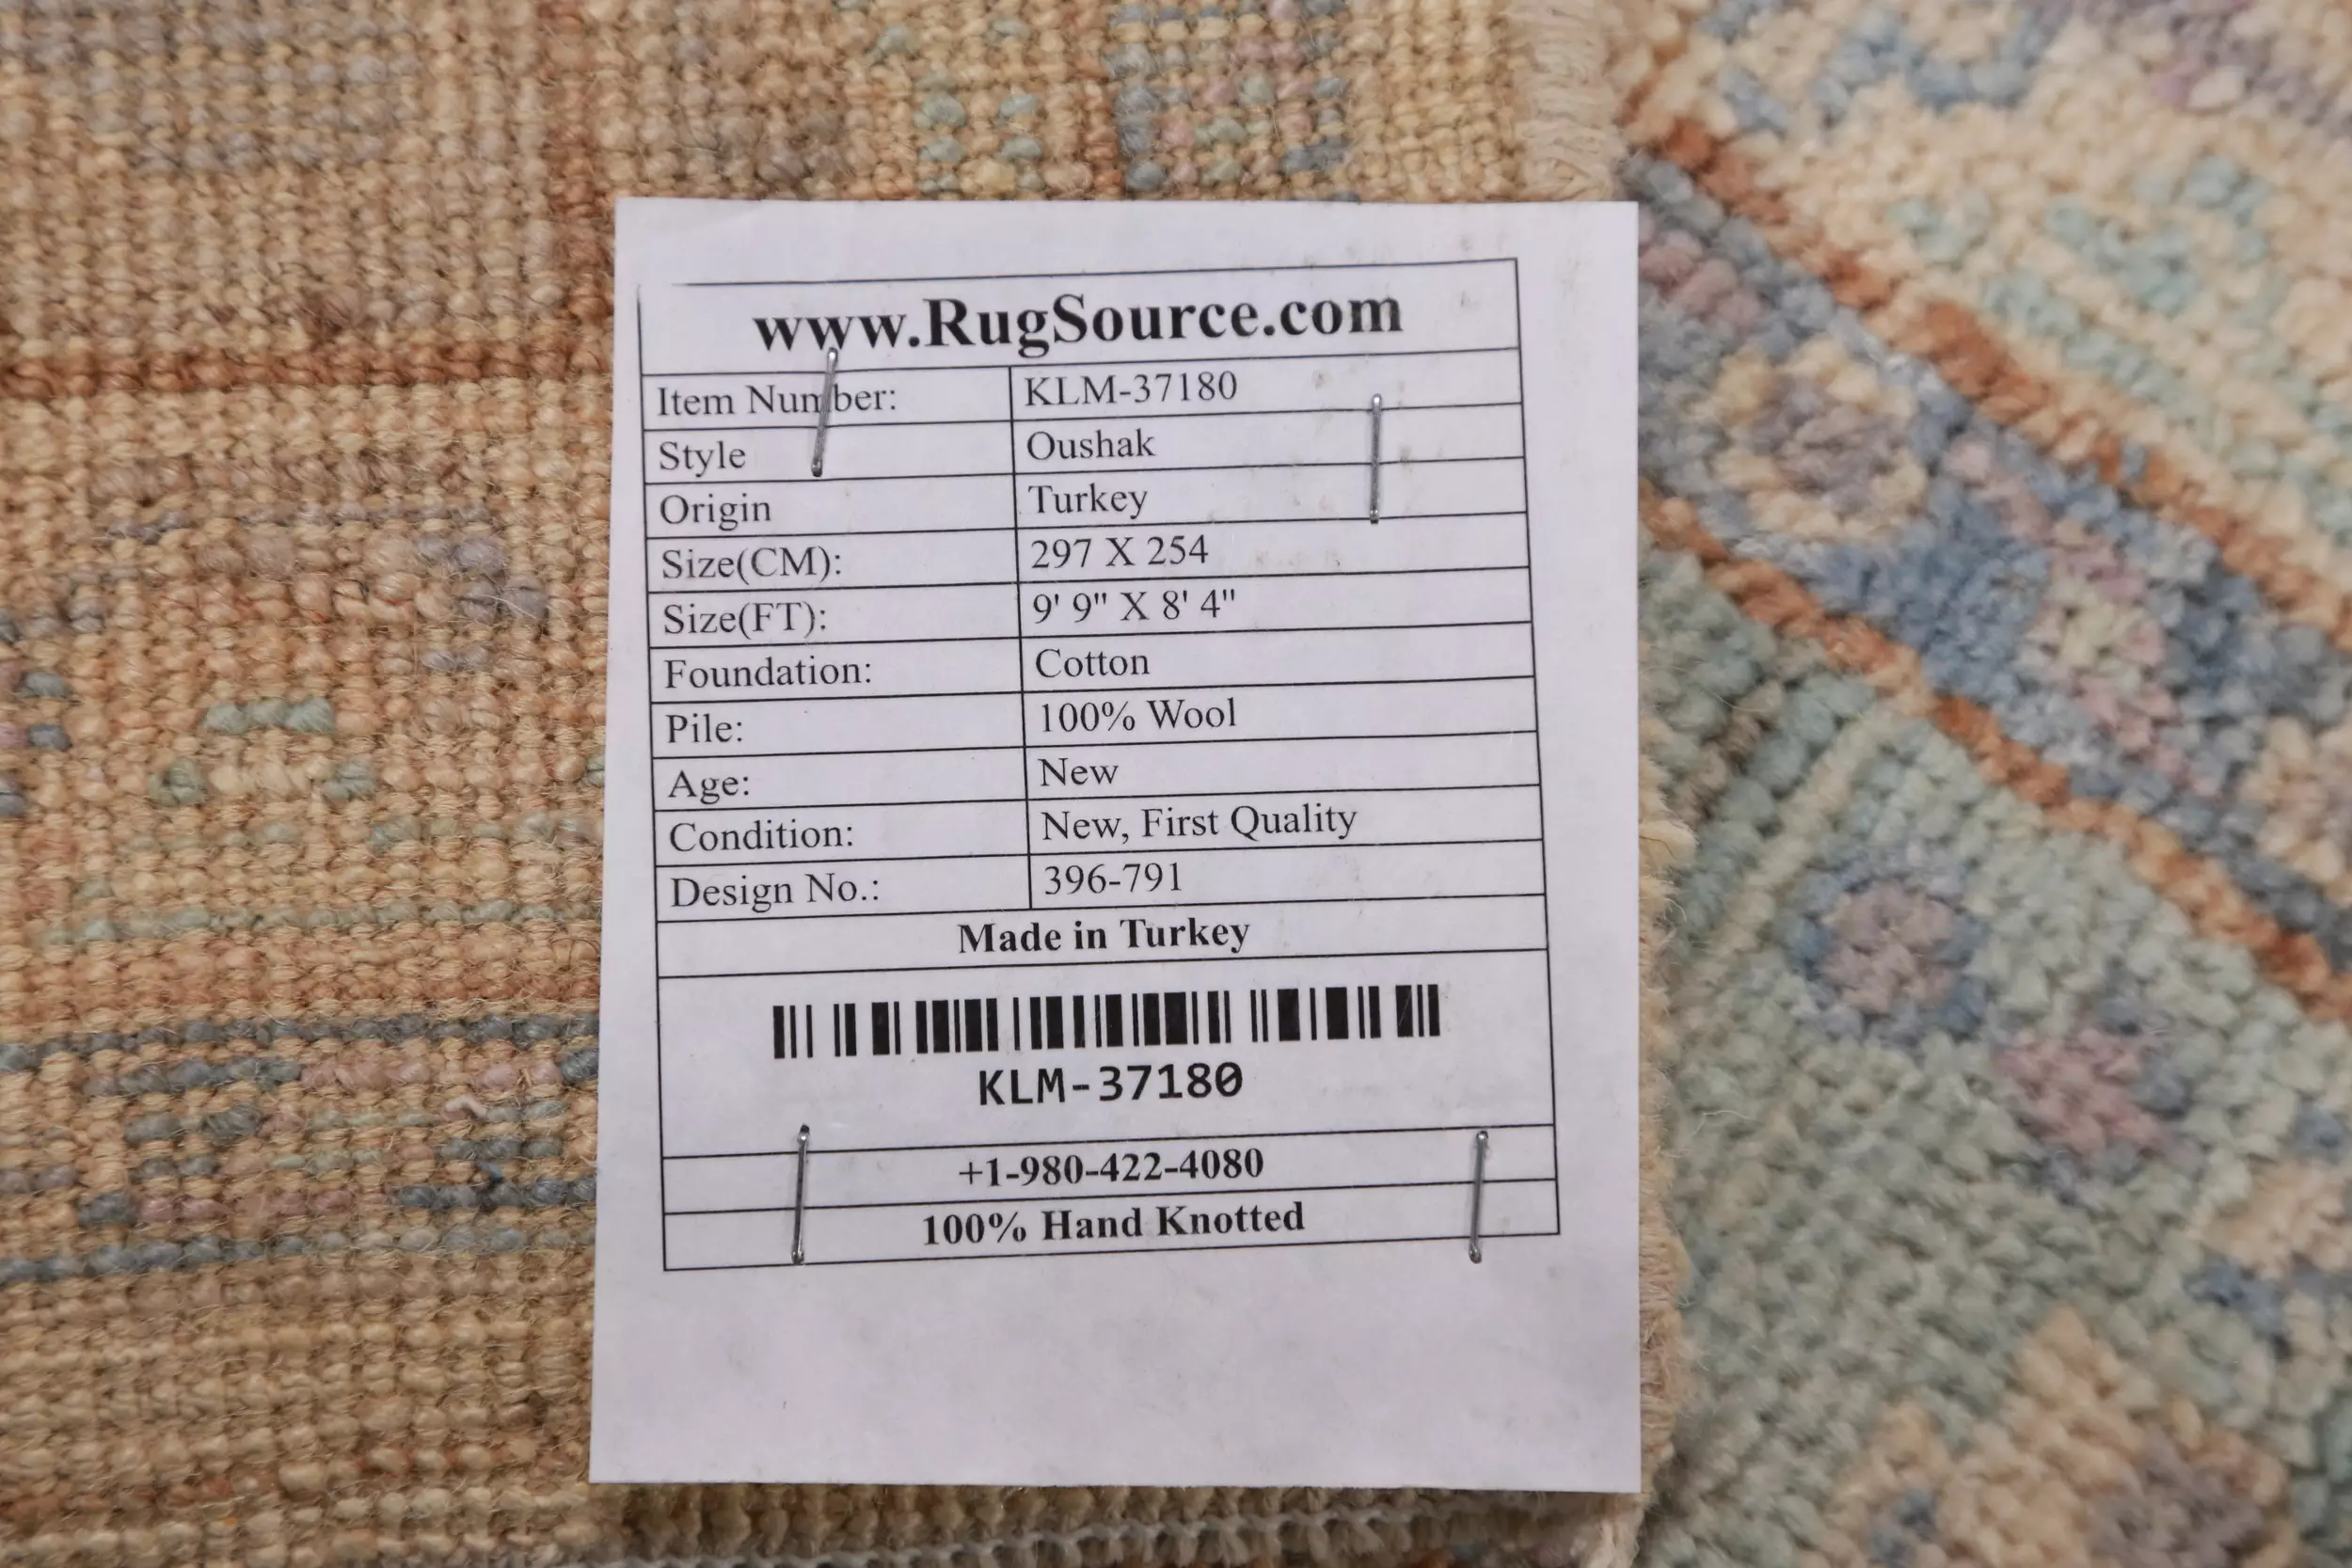 www.RugSource.com
Item Number: KLM-37180
Style Oushak
Origin Turkey
Size(CM): 297 X 254
Size(FT): 9' 9" X 8' 4"
Foundation: Cotton
Pile: 100% Wool
Age: New
Condition: New, First Quality
Design No.: 396-791
Made in Turkey
KLM-37180
+1-980-422-4080
100% Hand Knotted